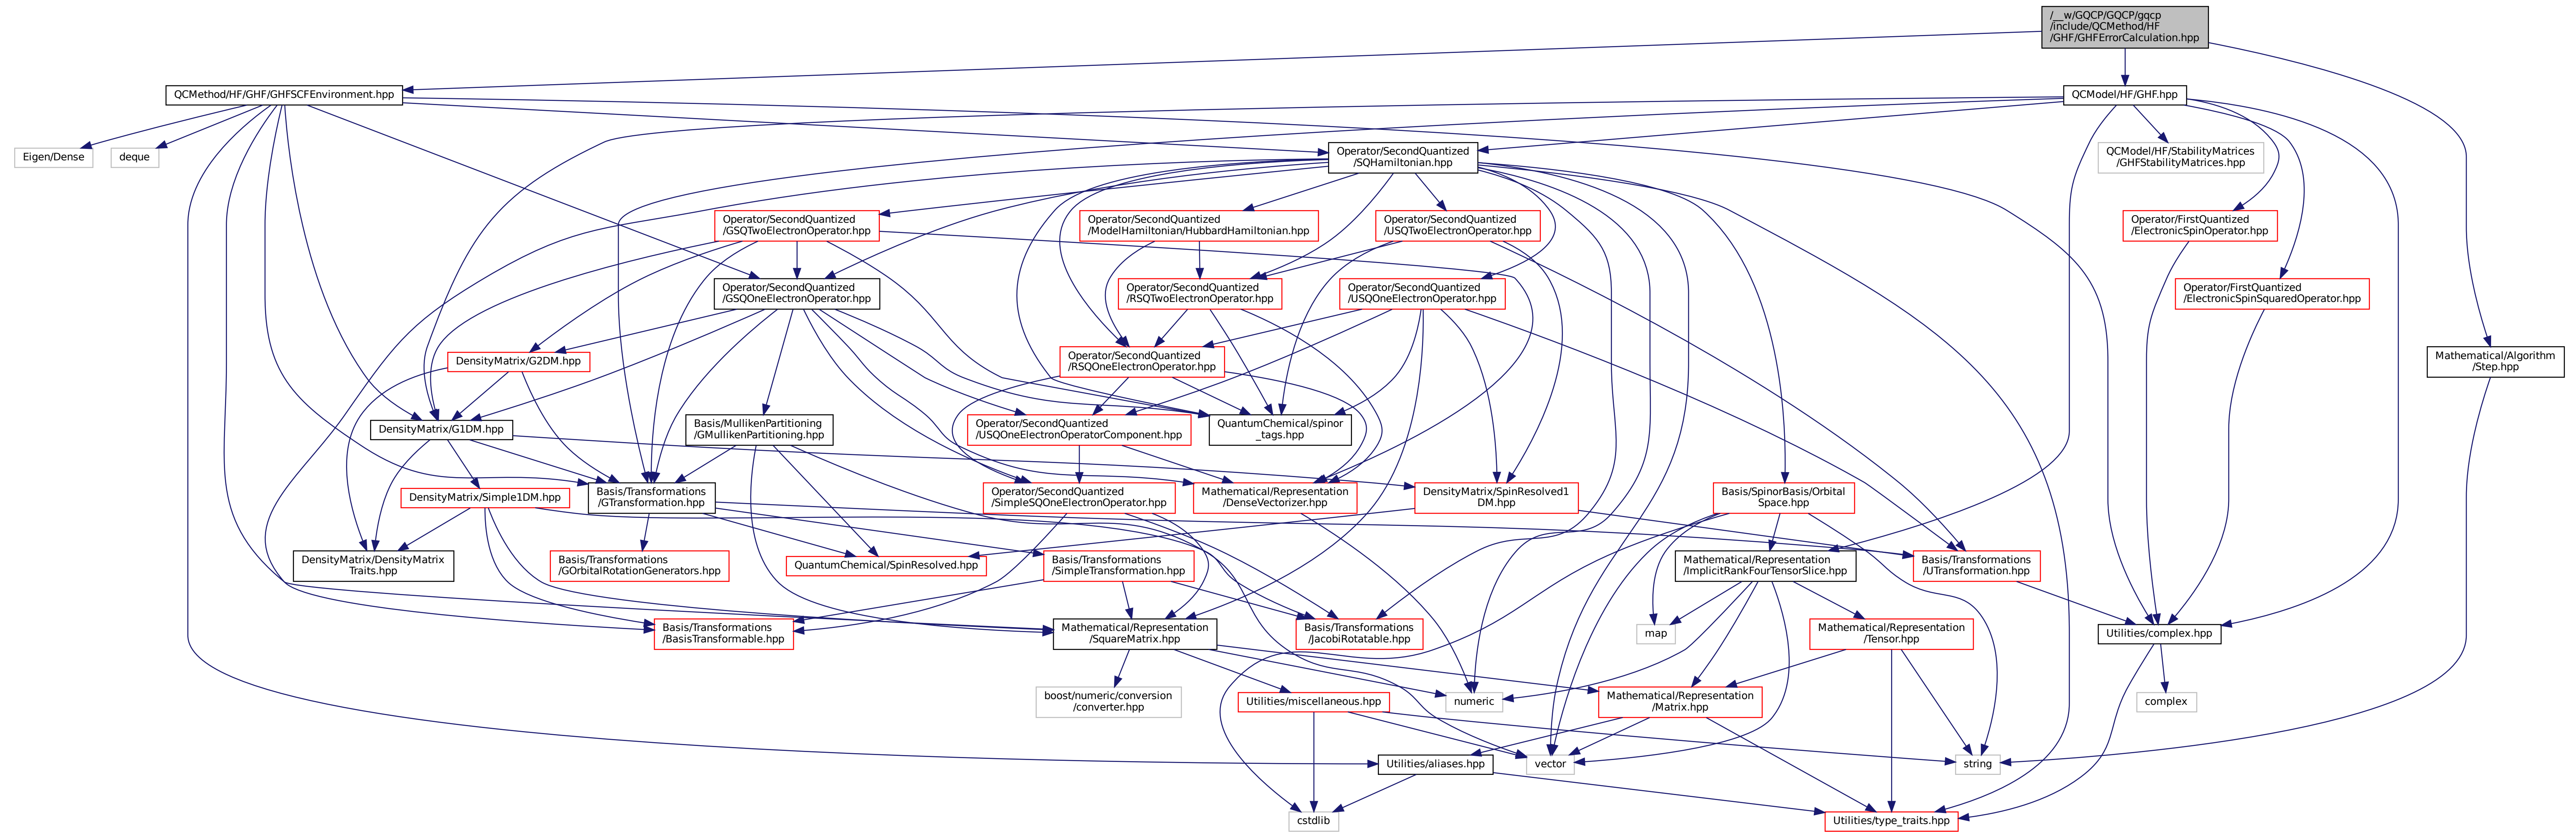 /__w/GQCP/GQCP/gqcp
/include/QCMethod/HF
/GHF/GHFErrorCalculation.hpp
QCMethod/HF/GHF/GHFSCFEnvironment.hpp
QCModel/HF/GHF.hpp
Eigen/Dense
deque
Operator/SecondQuantized
/SQHamiltonian.hpp
QCModel/HF/StabilityMatrices
/GHFStabilityMatrices.hpp
Operator/SecondQuantized
/GSQTwoElectronOperator.hpp
Operator/SecondQuantized
/ModelHamiltonian/HubbardHamiltonian.hpp
Operator/SecondQuantized
/USQTwoElectronOperator.hpp
Operator/FirstQuantized
/ElectronicSpinOperator.hpp
Operator/SecondQuantized
/GSQOneElectronOperator.hpp
Operator/SecondQuantized
/RSQTwoElectronOperator.hpp
Operator/SecondQuantized
/USQOneElectronOperator.hpp
Operator/FirstQuantized
/ElectronicSpinSquaredOperator.hpp
DensityMatrix/G2DM.hpp
Operator/SecondQuantized
/RSQOneElectronOperator.hpp
Mathematical/Algorithm
/Step.hpp
DensityMatrix/G1DM.hpp
Basis/MullikenPartitioning
/GMullikenPartitioning.hpp
Operator/SecondQuantized
/USQOneElectronOperatorComponent.hpp
QuantumChemical/spinor
_tags.hpp
DensityMatrix/Simple1DM.hpp
Basis/Transformations
/GTransformation.hpp
Operator/SecondQuantized
/SimpleSQOneElectronOperator.hpp
Mathematical/Representation
/DenseVectorizer.hpp
DensityMatrix/SpinResolved1
DM.hpp
Basis/SpinorBasis/Orbital
Space.hpp
DensityMatrix/DensityMatrix
Traits.hpp
Basis/Transformations
/GOrbitalRotationGenerators.hpp
QuantumChemical/SpinResolved.hpp
Basis/Transformations
/SimpleTransformation.hpp
Mathematical/Representation
/ImplicitRankFourTensorSlice.hpp
Basis/Transformations
/UTransformation.hpp
Basis/Transformations
/BasisTransformable.hpp
Mathematical/Representation
/SquareMatrix.hpp
Basis/Transformations
/JacobiRotatable.hpp
map
Mathematical/Representation
/Tensor.hpp
Utilities/complex.hpp
boost/numeric/conversion
/converter.hpp
Utilities/miscellaneous.hpp
numeric
Mathematical/Representation
/Matrix.hpp
complex
Utilities/aliases.hpp
vector
string
cstdlib
Utilities/type_traits.hpp